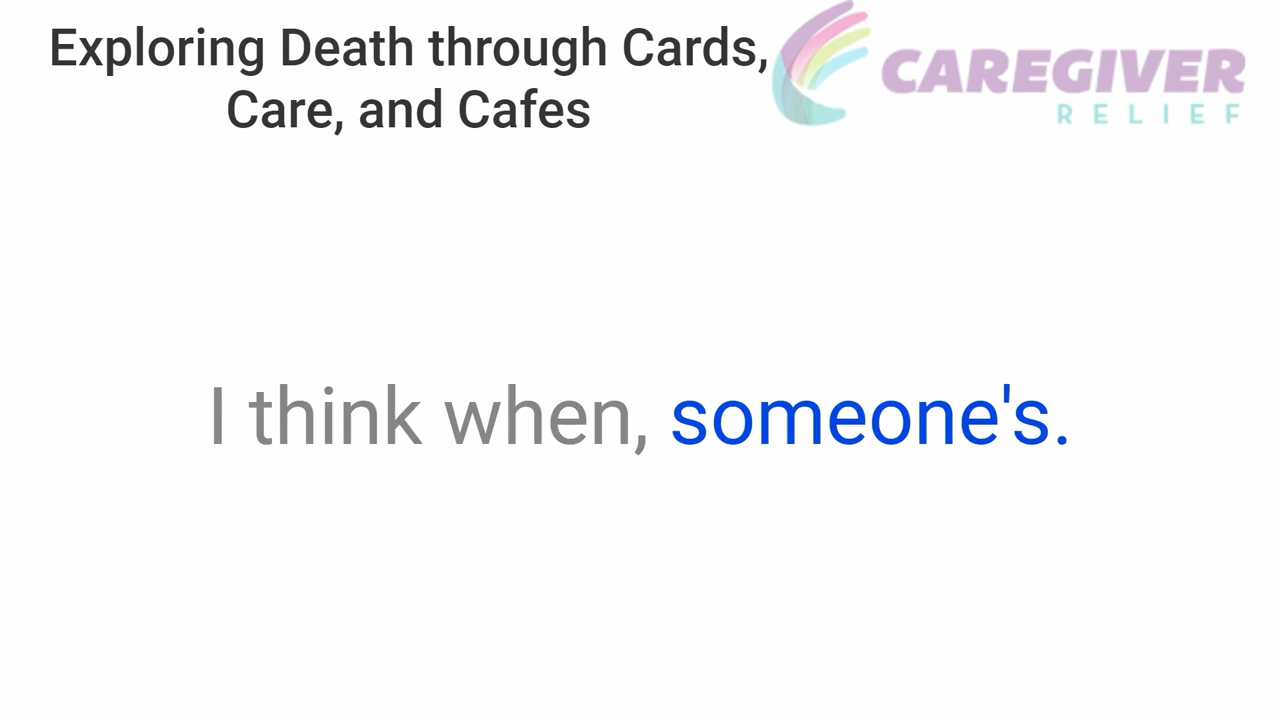 Exploring Death through Cards,
Care, and Cafes
CAREGIVER
RELIEF
I think when, someone's.